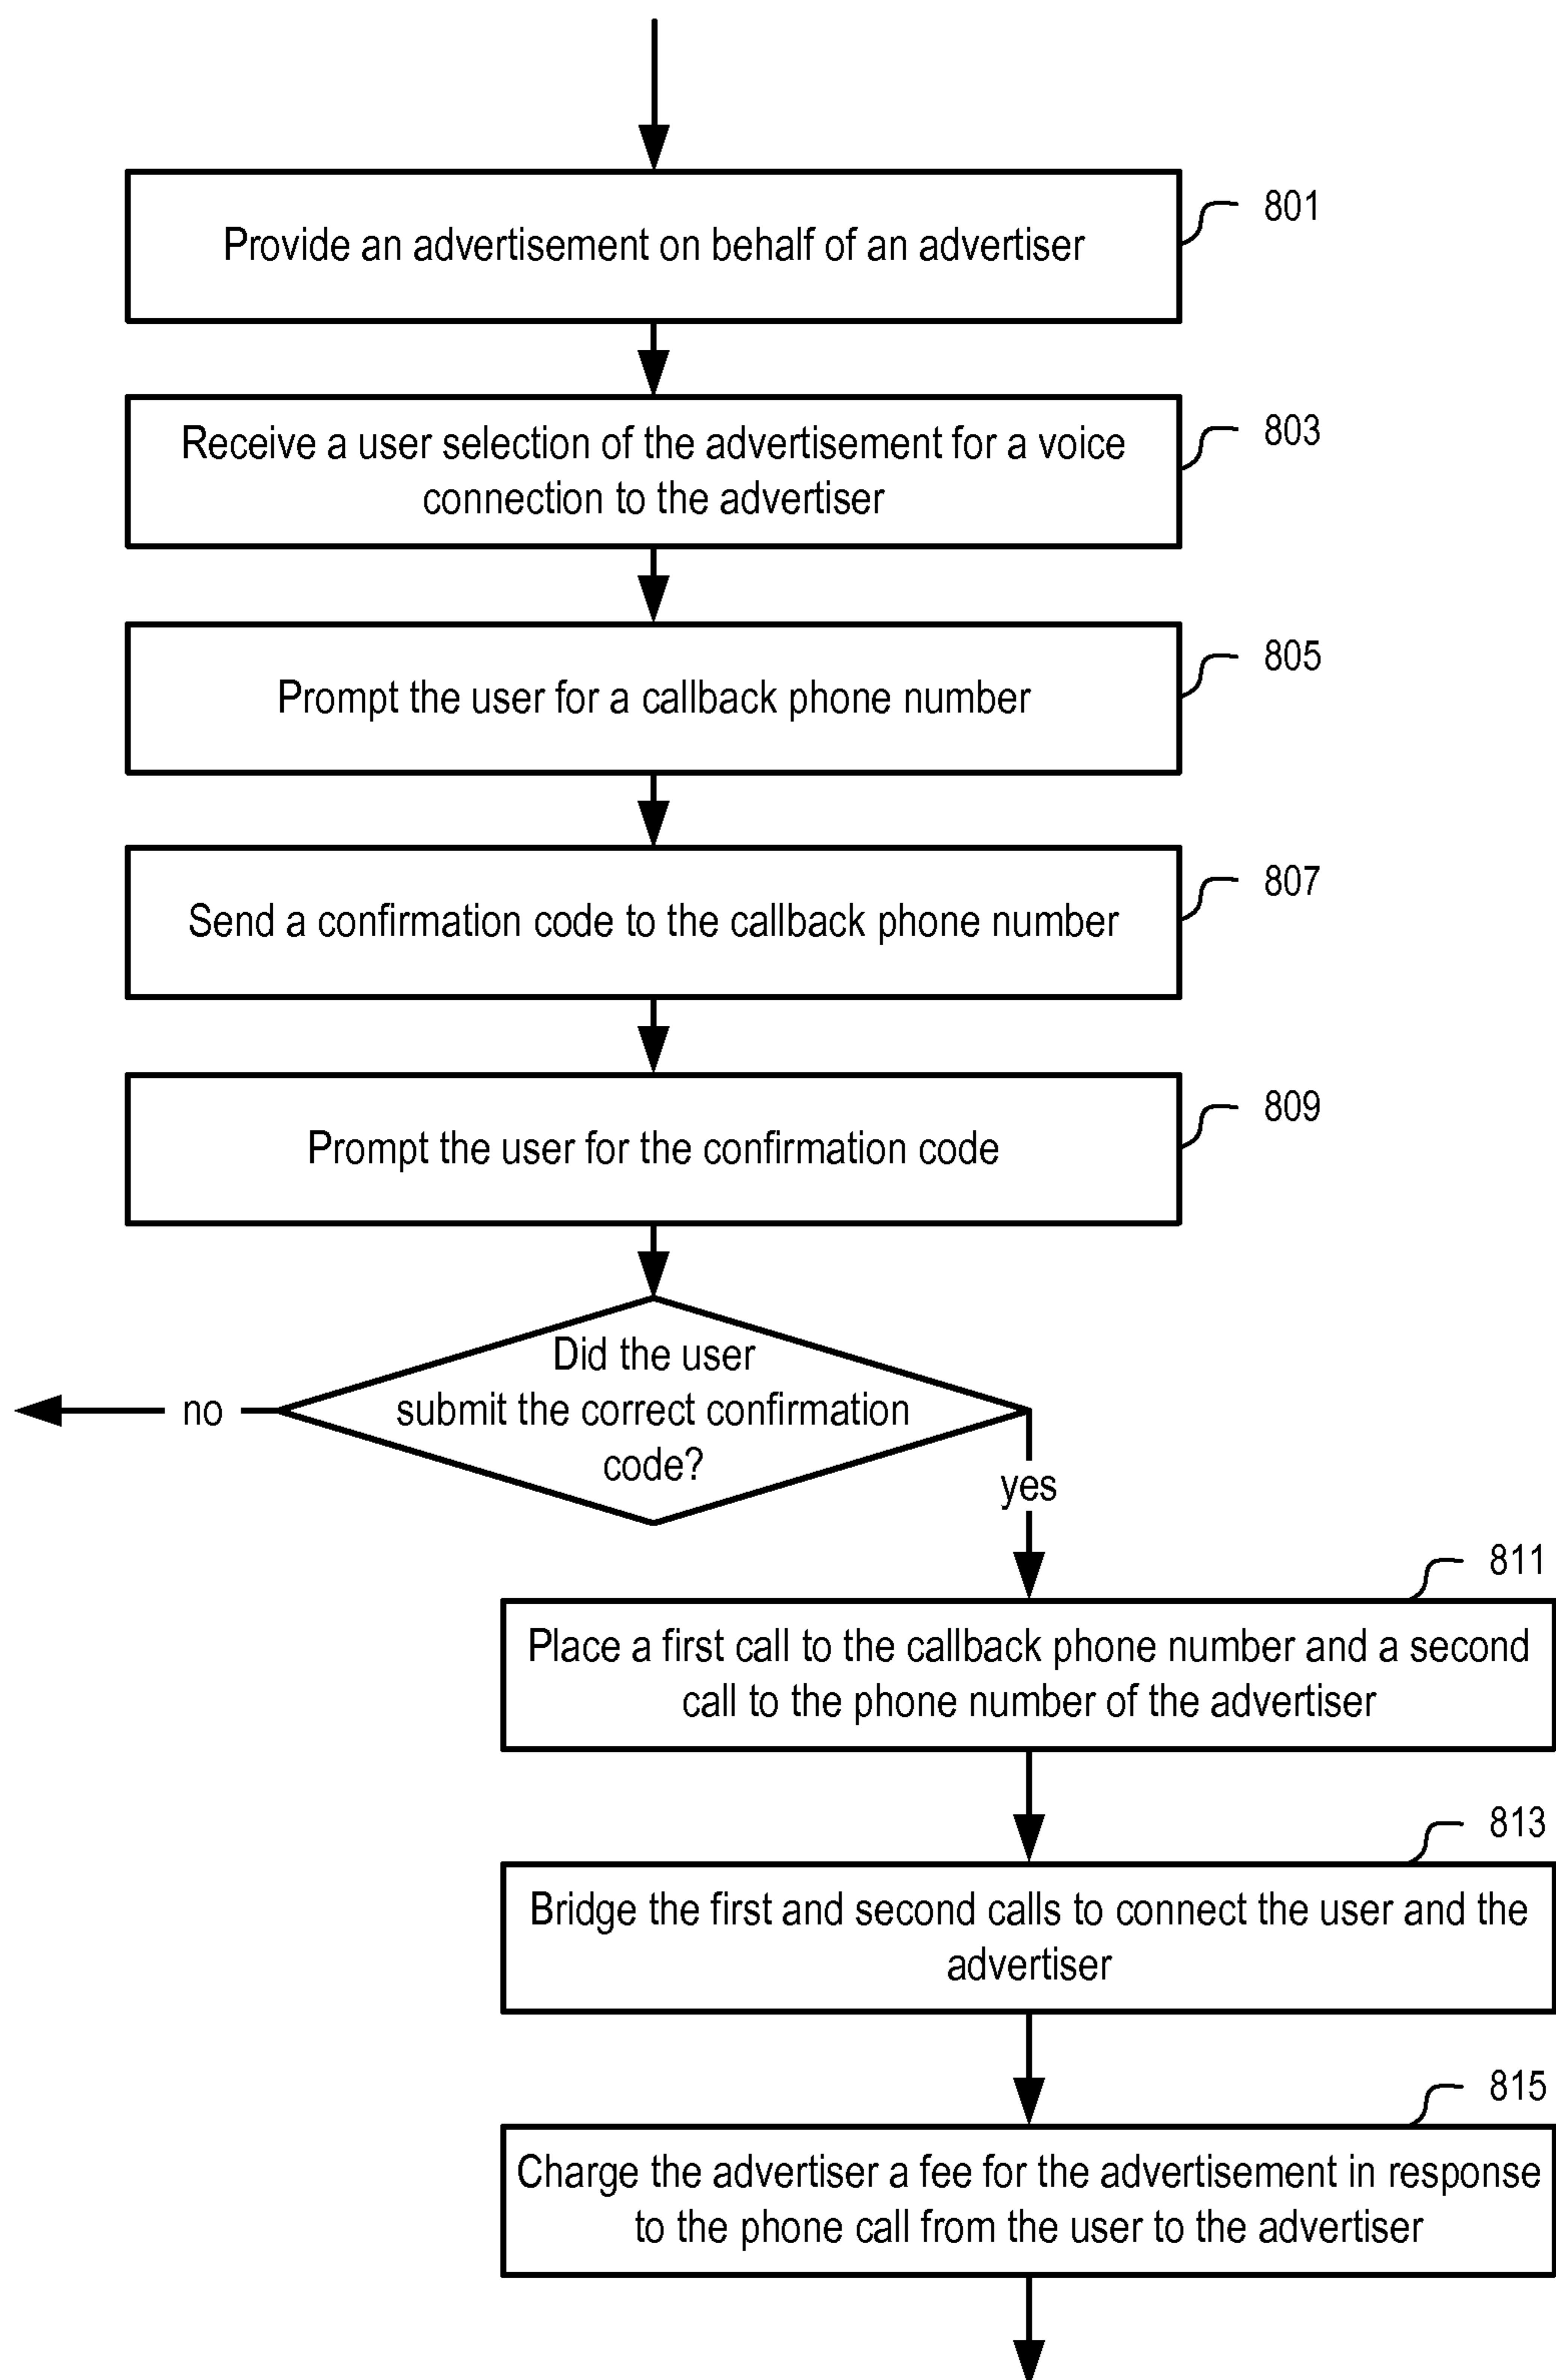 Provide an advertisement on behalf of an advertiser
801
Receive a user selection of the advertisement for a voice
connection to the advertiser
803
Prompt the user for a callback phone number
805
Send a confirmation code to the callback phone number
807
Prompt the user for the confirmation code
809
Did the user
submit the correct confirmation
code?
no
yes
811
Place a first call to the callback phone number and a second
call to the phone number of the advertiser
813
Bridge the first and second calls to connect the user and the
advertiser
815
Charge the advertiser a fee for the advertisement in response
to the phone call from the user to the advertiser